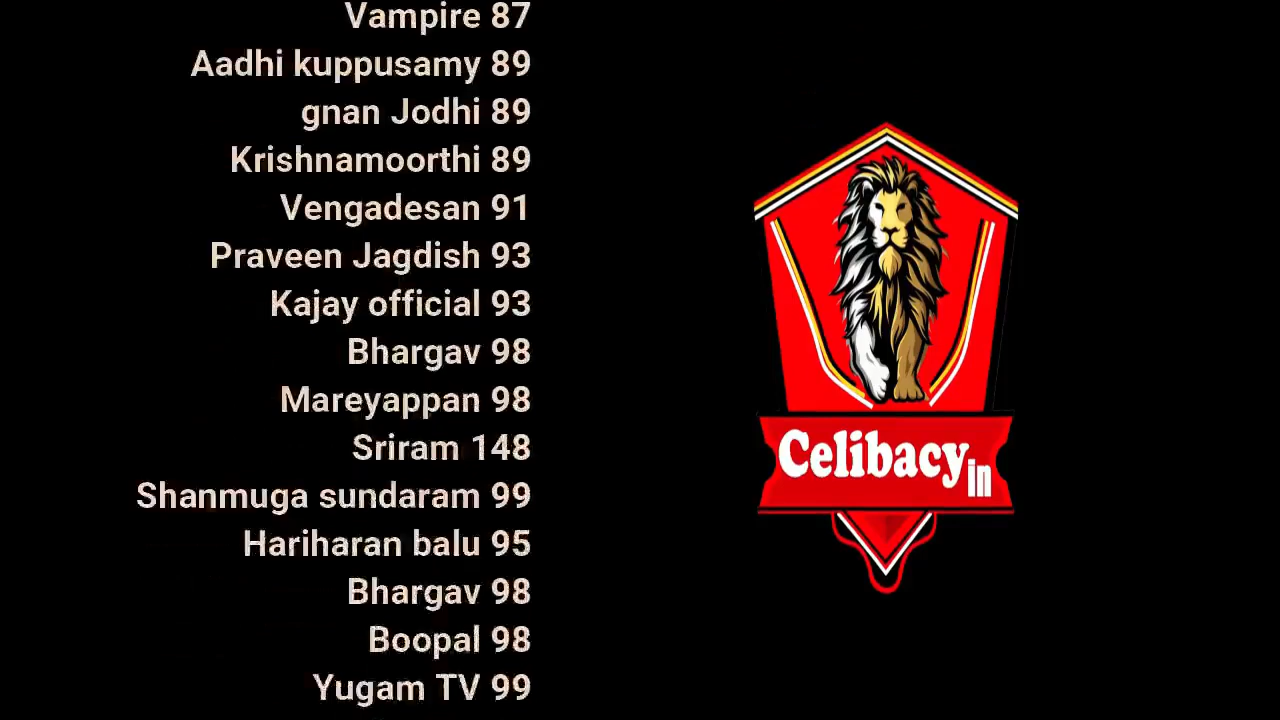 Vampire 87
Aadhi kuppusamy 89
gnan Jodhi 89
Krishnamoorthi 89
Vengadesan 91
Praveen Jagdish 93
Kajay official 93
Bhargav 98
Mareyappan 98
Sriram 148
Shanmuga sundaram 99
Hariharan balu 95
Bhargav 98
Boopal 98
Yugam TV 99
Celibacy in